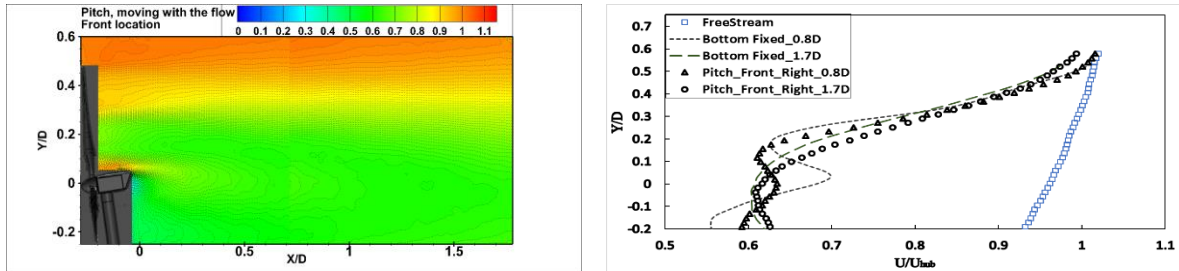 Pitch, moving with the flow
Front location
0 0.1 0.2 0.3 0.4 0.5 0.6 0.7 0.8 0.9 1 1.1
0.6
0.4
0.2
0
-0.2
Y/D
0 0.5 1 1.5
X/D
FreeStream
Bottom Fixed_0.8D
Bottom Fixed_1.7D
Pitch_Front_Right_0.8D
Pitch_Front_Right_1.7D
0.7
0.6
0.5
0.4
0.3
0.2
0.1
0
-0.1
-0.2
Y/D
0.5 0.6 0.7 0.8 0.9 1 1.1
U/Uhub